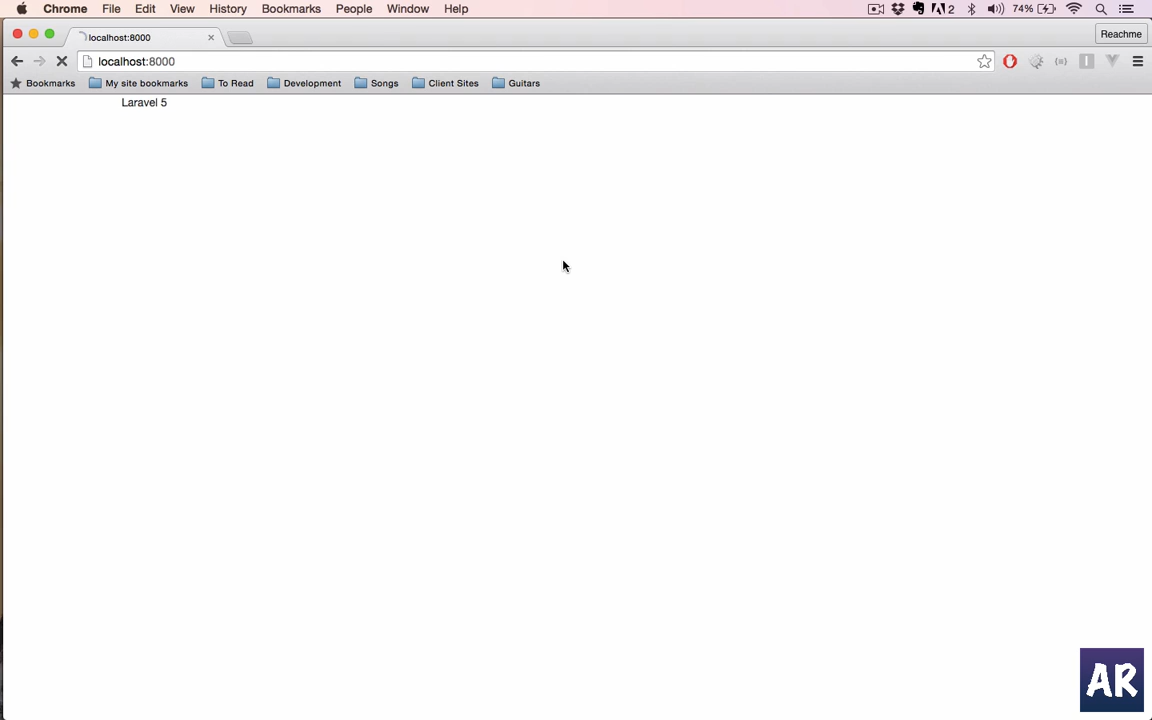 Chrome File Edit View History Bookmarks People Window Help 2 74%
localhost:8000 Reachme
localhost:8000
Bookmarks My site bookmarks To Read Development Songs Client Sites Guitars
Laravel 5
AR